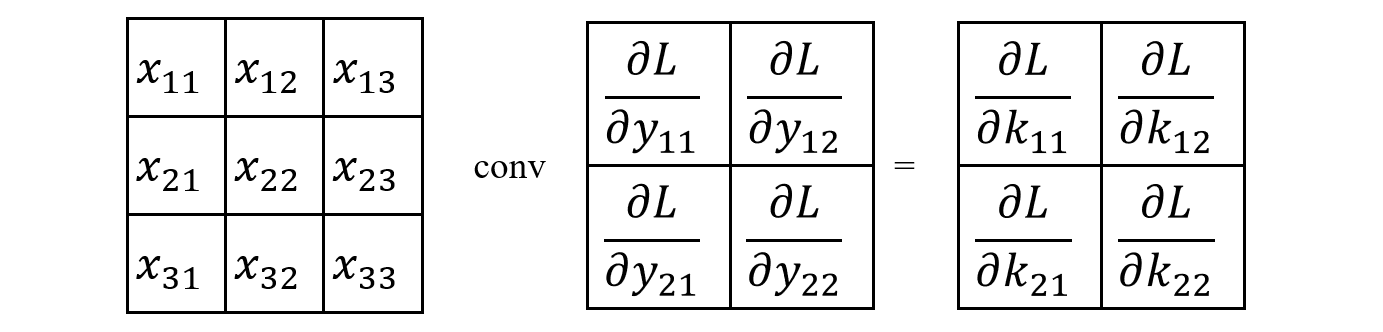 x₁₁ x₁₂ x₁₃
x₂₁ x₂₂ x₂₃
x₃₁ x₃₂ x₃₃
conv
∂L/∂y₁₁ ∂L/∂y₁₂
∂L/∂y₂₁ ∂L/∂y₂₂
=
∂L/∂k₁₁ ∂L/∂k₁₂
∂L/∂k₂₁ ∂L/∂k₂₂